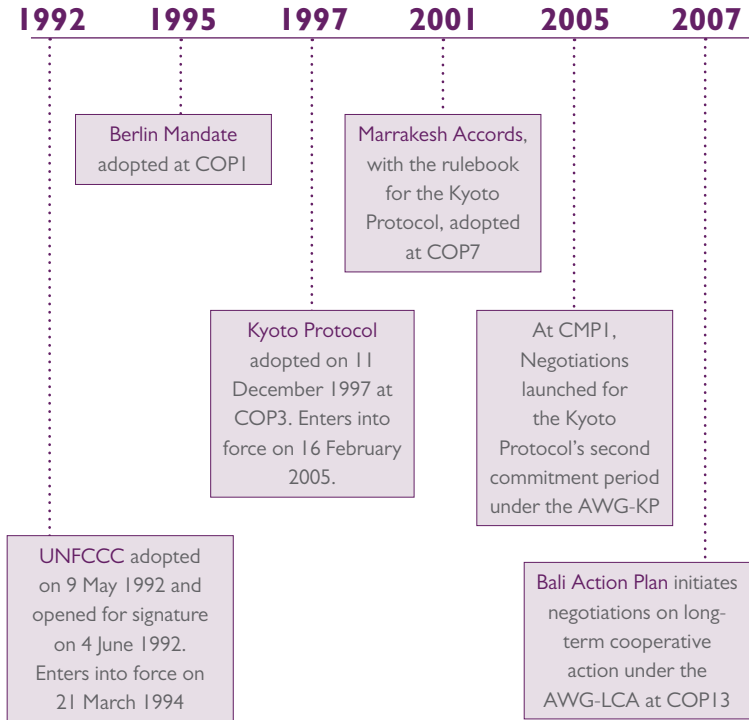 1992 1995 1997 2001 2005 2007
Berlin Mandate
adopted at COP1
Marrakesh Accords,
with the rulebook
for the Kyoto
Protocol, adopted
at COP7
Kyoto Protocol
adopted on 11
December 1997 at
COP3. Enters into
force on 16 February
2005.
At CMP1,
Negotiations
launched for
the Kyoto
Protocol’s second
commitment period
under the AWG-KP
UNFCCC adopted
on 9 May 1992 and
opened for signature
on 4 June 1992.
Enters into force on
21 March 1994
Bali Action Plan initiates
negotiations on long-
term cooperative
action under the
AWG-LCA at COP13